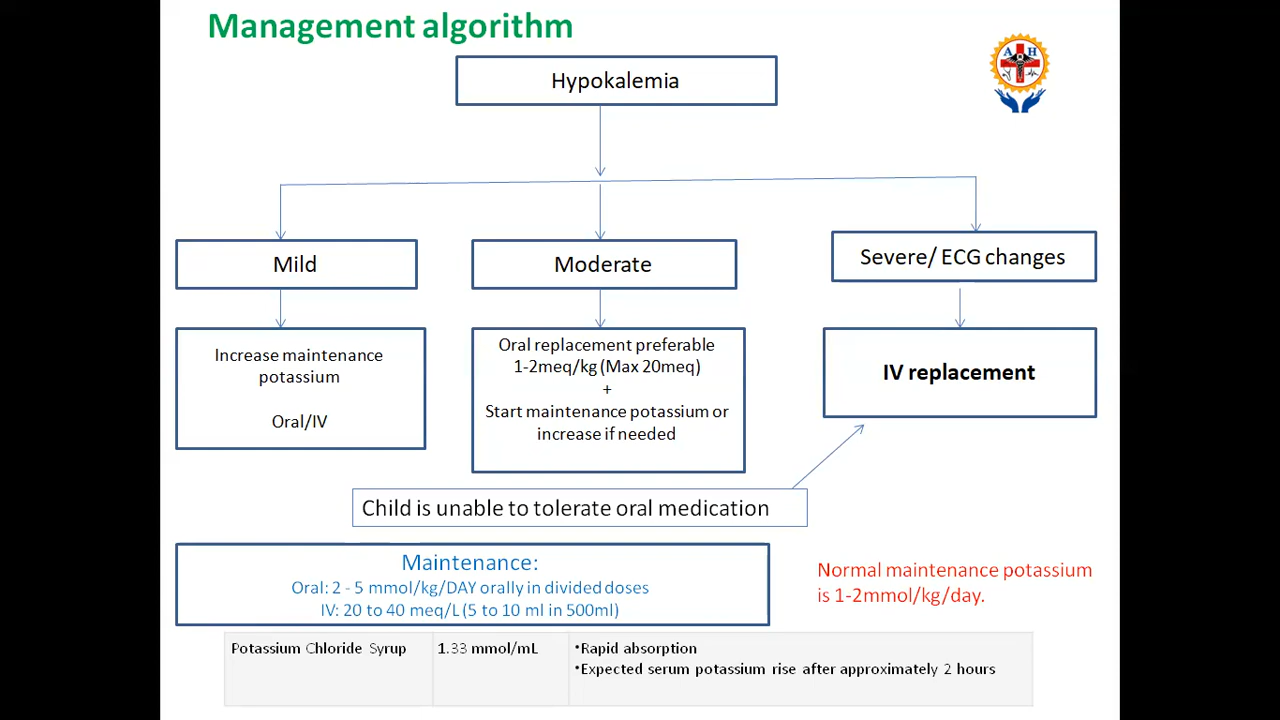 Management algorithm
Hypokalemia
A H
Mild
Moderate
Severe/ ECG changes
Increase maintenance
potassium
Oral/IV
Oral replacement preferable
1-2meq/kg (Max 20meq)
+
Start maintenance potassium or
increase if needed
IV replacement
Child is unable to tolerate oral medication
Maintenance:
Oral: 2 - 5 mmol/kg/DAY orally in divided doses
IV: 20 to 40 meq/L (5 to 10 ml in 500ml)
Normal maintenance potassium
is 1-2mmol/kg/day.
Potassium Chloride Syrup
1.33 mmol/mL
•Rapid absorption
•Expected serum potassium rise after approximately 2 hours